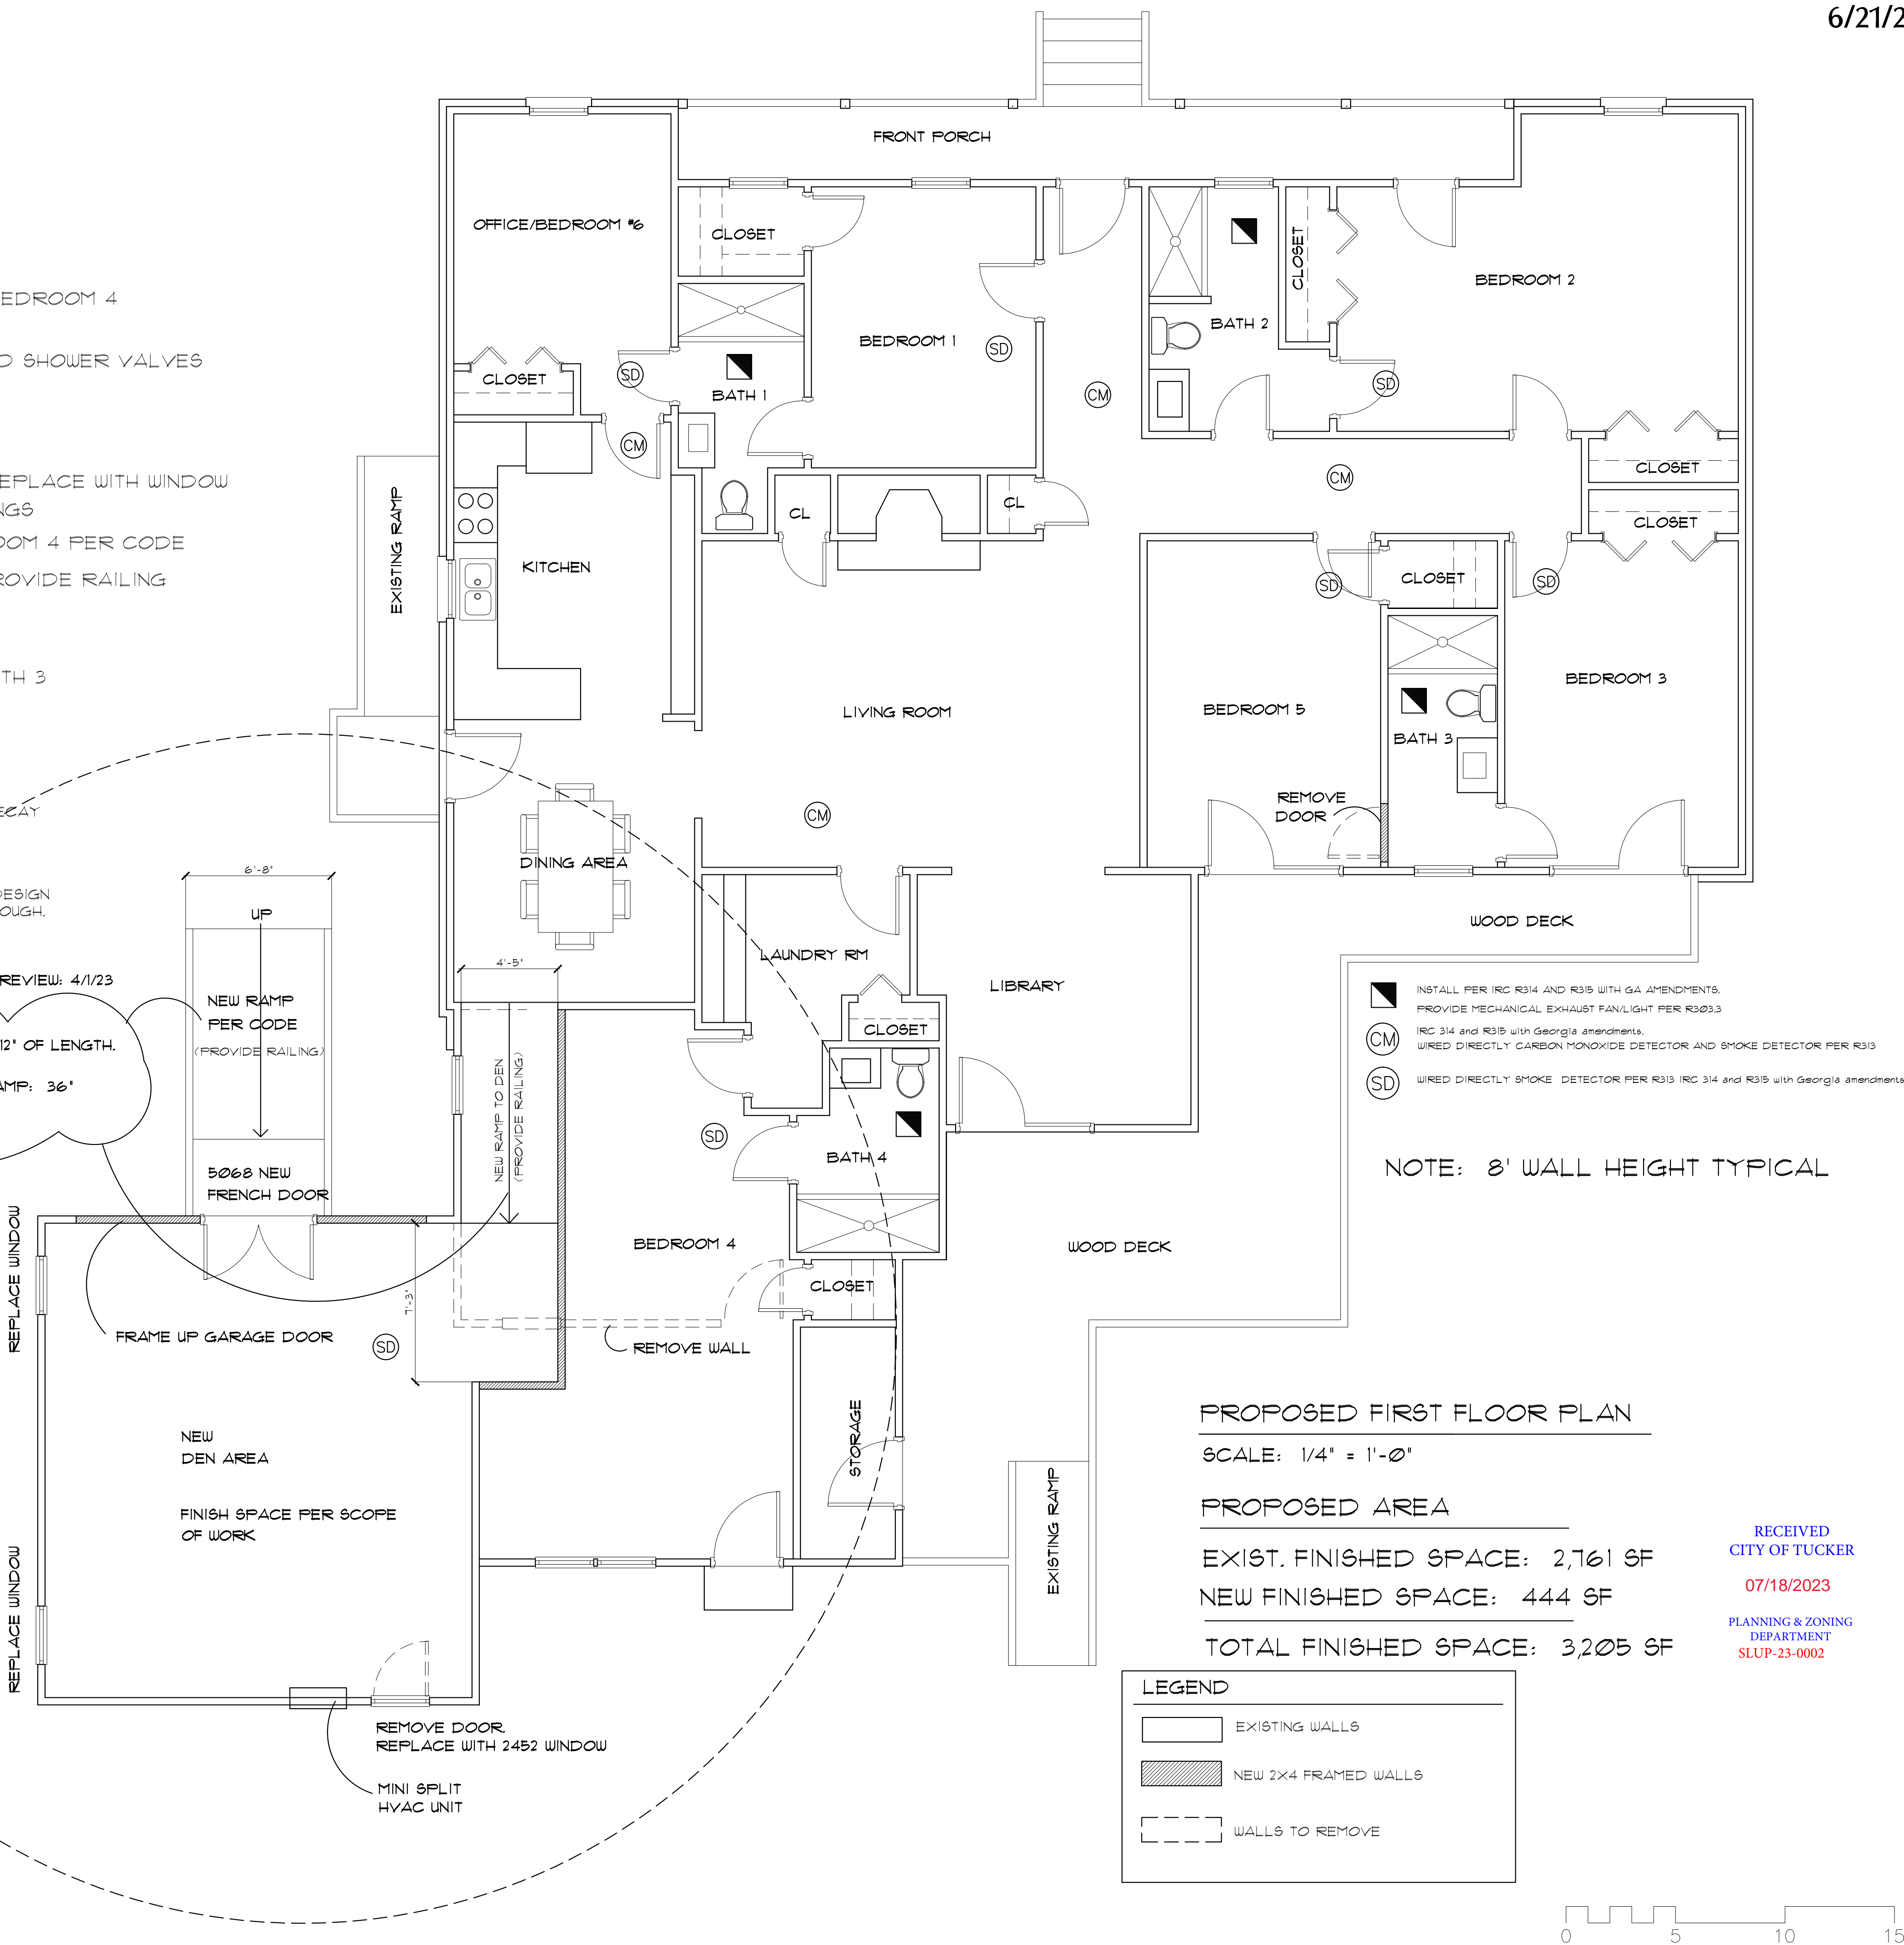 6/21/2
FRONT PORCH
OFFICE/BEDROOM #6
CLOSET
CLOSET
BEDROOM 2
EDROOM 4
BATH 2
BEDROOM 1
SD
SHOWER VALVES
CLOSET
SD
BATH 1
CM
SD
CM
CLOSET
EPLACE WITH WINDOW
CM
NGS
CL
CL
CLOSET
OOM 4 PER CODE
EXISTING RAMP
KITCHEN
ROVIDE RAILING
SD
CLOSET
SD
TH 3
BEDROOM 3
LIVING ROOM
BEDROOM 5
BATH 3
ECAY
CM
REMOVE
DOOR
DINING AREA
6'-8"
DESIGN
OUGH.
UP
WOOD DECK
REVIEW: 4/1/23
4'-5"
LAUNDRY RM
LIBRARY
NEW RAMP
PER CODE
(PROVIDE RAILING)
12" OF LENGTH.
AMP: 36"
CLOSET
INSTALL PER IRC R314 AND R315 WITH GA AMENDMENTS.
PROVIDE MECHANICAL EXHAUST FAN/LIGHT PER R303.3
CM
IRC 314 and R315 with Georgia amendments.
WIRED DIRECTLY CARBON MONOXIDE DETECTOR AND SMOKE DETECTOR PER R313
SD
WIRED DIRECTLY SMOKE DETECTOR PER R313 IRC 314 and R315 with Georgia amendments
NEW RAMP TO DEN
(PROVIDE RAILING)
SD
BATH 4
NOTE: 8' WALL HEIGHT TYPICAL
5068 NEW
FRENCH DOOR
REPLACE WINDOW
BEDROOM 4
WOOD DECK
CLOSET
7'-3"
FRAME UP GARAGE DOOR
SD
REMOVE WALL
NEW
DEN AREA
FINISH SPACE PER SCOPE
OF WORK
STORAGE
EXISTING RAMP
REPLACE WINDOW
PROPOSED FIRST FLOOR PLAN
SCALE: 1/4" = 1'-0"
PROPOSED AREA
EXIST. FINISHED SPACE: 2,761 SF
NEW FINISHED SPACE: 444 SF
TOTAL FINISHED SPACE: 3,205 SF
RECEIVED
CITY OF TUCKER
07/18/2023
PLANNING & ZONING
DEPARTMENT
SLUP-23-0002
REMOVE DOOR.
REPLACE WITH 2452 WINDOW
MINI SPLIT
HVAC UNIT
LEGEND
EXISTING WALLS
NEW 2X4 FRAMED WALLS
WALLS TO REMOVE
0 5 10 15
CLOSET